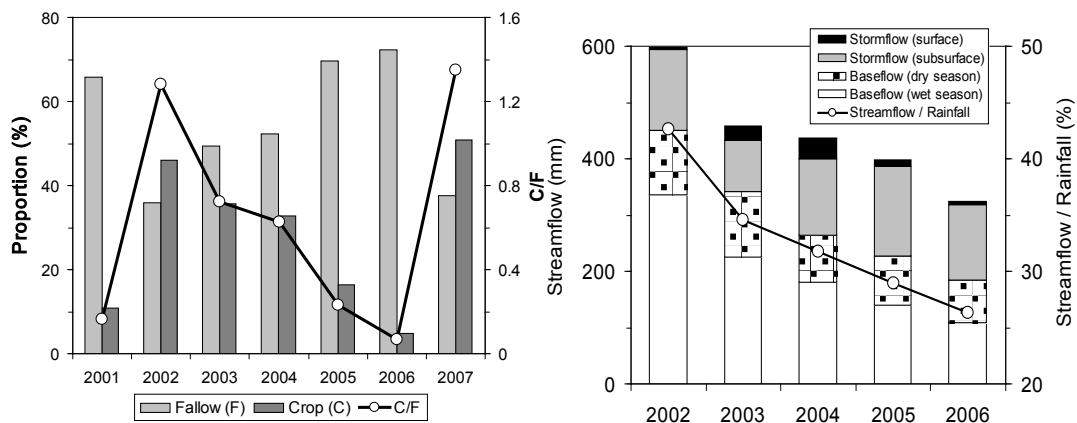 80
60
40
20
0
Proportion (%)
1.6
1.2
0.8
0.4
0
C/F
2001 2002 2003 2004 2005 2006 2007
Fallow (F) Crop (C) C/F
600
400
200
0
Streamflow (mm)
Stormflow (surface)
Stormflow (subsurface)
Baseflow (dry season)
Baseflow (wet season)
Streamflow / Rainfall
50
40
30
20
Streamflow / Rainfall (%)
2002 2003 2004 2005 2006